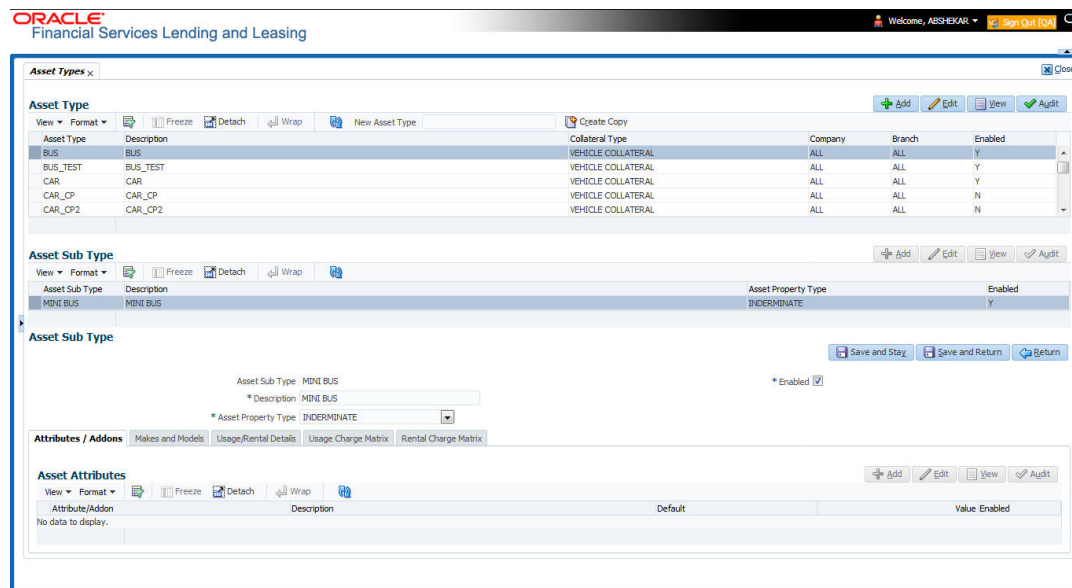 ORACLE®
Financial Services Lending and Leasing
Welcome, ABSHEKAR
Sign Out [QA]
Asset Types
Close
Asset Type
Add Edit View Audit
View Format Freeze Detach Wrap New Asset Type Create Copy
Asset Type Description Collateral Type Company Branch Enabled
BUS BUS VEHICLE COLLATERAL ALL ALL Y
BUS_TEST BUS_TEST VEHICLE COLLATERAL ALL ALL Y
CAR CAR VEHICLE COLLATERAL ALL ALL Y
CAR_CP CAR_CP VEHICLE COLLATERAL ALL ALL N
CAR_CP2 CAR_CP2 VEHICLE COLLATERAL ALL ALL N
Asset Sub Type
Add Edit View Audit
View Format Freeze Detach Wrap
Asset Sub Type Description Asset Property Type Enabled
MINI BUS MINI BUS INDERMINATE Y
Asset Sub Type
Save and Stay Save and Return Return
Asset Sub Type MINI BUS * Enabled
* Description MINI BUS
* Asset Property Type INDERMINATE
Attributes / Addons Makes and Models Usage/Rental Details Usage Charge Matrix Rental Charge Matrix
Asset Attributes
Add Edit View Audit
View Format Freeze Detach Wrap
Attribute/Addon Description Default Value Enabled
No data to display.